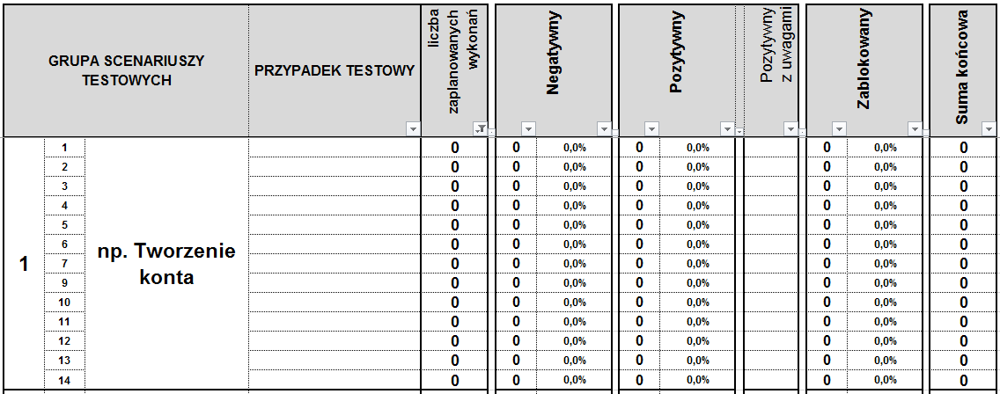 GRUPA SCENARIUSZY
TESTOWYCH
PRZYPADEK TESTOWY
liczba
zaplanowanych
wykonań
Negatywny
Pozytywny
Pozytywny
z uwagami
Zablokowany
Suma końcowa
1
np. Tworzenie
konta
1 0 0 0,0% 0 0,0% 0 0,0% 0
2 0 0 0,0% 0 0,0% 0 0,0% 0
3 0 0 0,0% 0 0,0% 0 0,0% 0
4 0 0 0,0% 0 0,0% 0 0,0% 0
5 0 0 0,0% 0 0,0% 0 0,0% 0
6 0 0 0,0% 0 0,0% 0 0,0% 0
7 0 0 0,0% 0 0,0% 0 0,0% 0
9 0 0 0,0% 0 0,0% 0 0,0% 0
10 0 0 0,0% 0 0,0% 0 0,0% 0
11 0 0 0,0% 0 0,0% 0 0,0% 0
12 0 0 0,0% 0 0,0% 0 0,0% 0
13 0 0 0,0% 0 0,0% 0 0,0% 0
14 0 0 0,0% 0 0,0% 0 0,0% 0